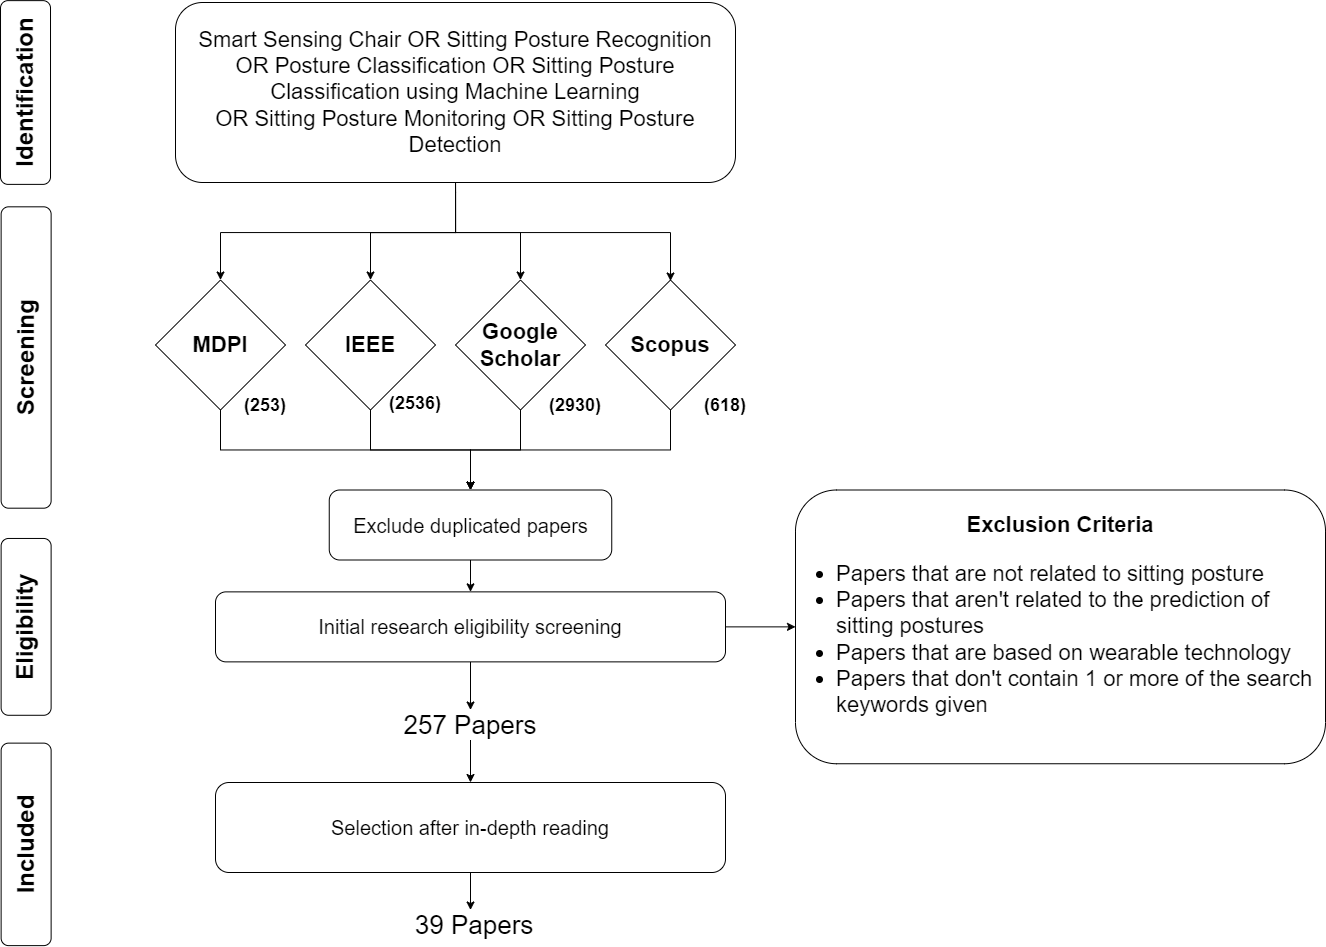 Identification
Smart Sensing Chair OR Sitting Posture Recognition
OR Posture Classification OR Sitting Posture
Classification using Machine Learning
OR Sitting Posture Monitoring OR Sitting Posture
Detection
Screening
MDPI
(253)
IEEE
(2536)
Google
Scholar
(2930)
Scopus
(618)
Exclude duplicated papers
Eligibility
Initial research eligibility screening
Exclusion Criteria
• Papers that are not related to sitting posture
• Papers that aren't related to the prediction of
sitting postures
• Papers that are based on wearable technology
• Papers that don't contain 1 or more of the search
keywords given
257 Papers
Included
Selection after in-depth reading
39 Papers